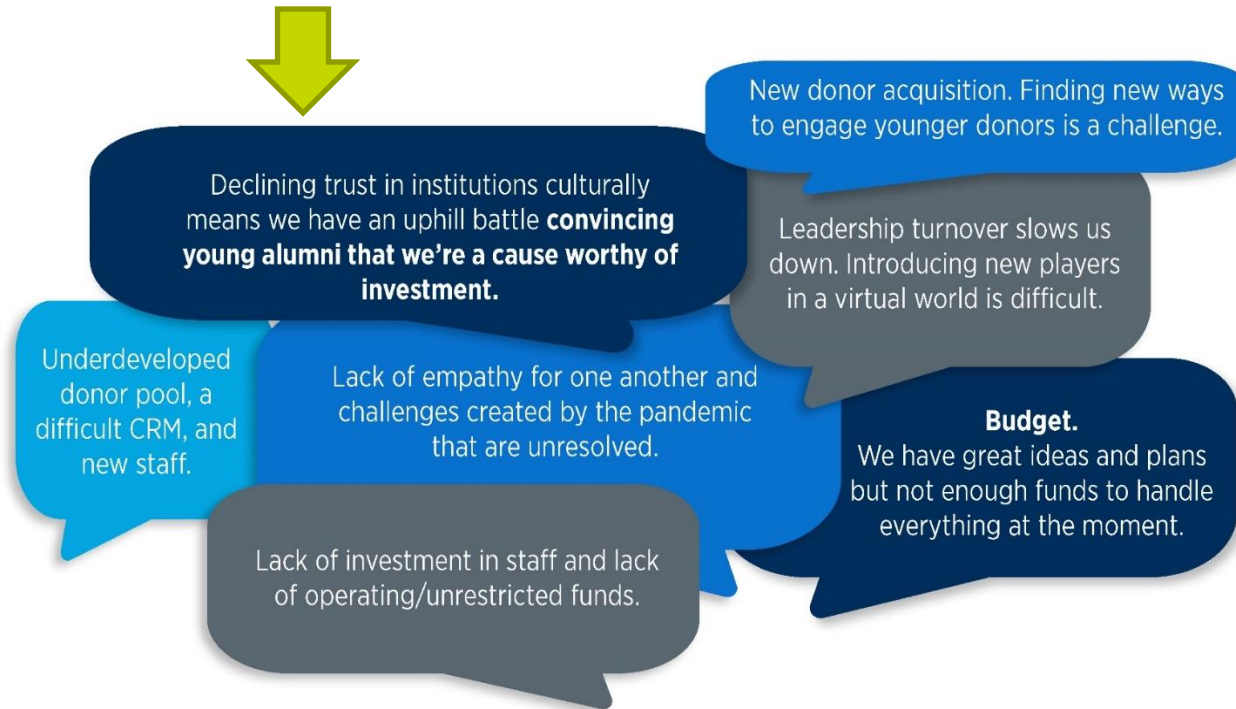 New donor acquisition. Finding new ways
to engage younger donors is a challenge.
Declining trust in institutions culturally
means we have an uphill battle convincing
young alumni that we’re a cause worthy of
investment.
Leadership turnover slows us
down. Introducing new players
in a virtual world is difficult.
Underdeveloped
donor pool, a
difficult CRM, and
new staff.
Lack of empathy for one another and
challenges created by the pandemic
that are unresolved.
Budget.
We have great ideas and plans
but not enough funds to handle
everything at the moment.
Lack of investment in staff and lack
of operating/unrestricted funds.